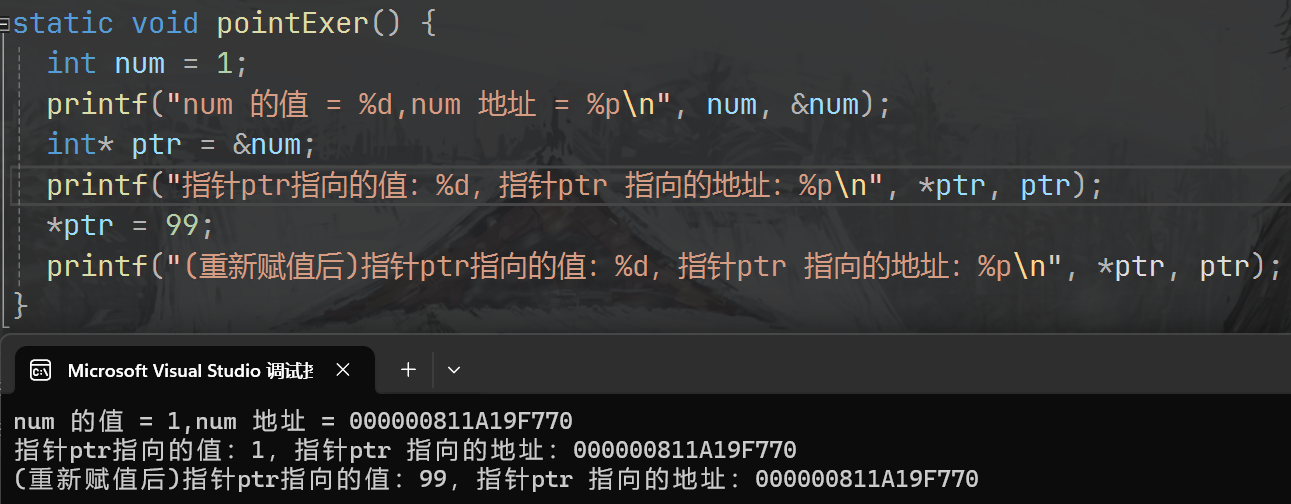 static void pointExer() {
int num = 1;
printf("num 的值 = %d,num 地址 = %p\n", num, &num);
int* ptr = &num;
printf("指针ptr指向的值：%d，指针ptr 指向的地址：%p\n", *ptr, ptr);
*ptr = 99;
printf("(重新赋值后)指针ptr指向的值：%d，指针ptr 指向的地址：%p\n", *ptr, ptr);
}
Microsoft Visual Studio 调试
num 的值 = 1,num 地址 = 000000811A19F770
指针ptr指向的值：1，指针ptr 指向的地址：000000811A19F770
(重新赋值后)指针ptr指向的值：99，指针ptr 指向的地址：000000811A19F770